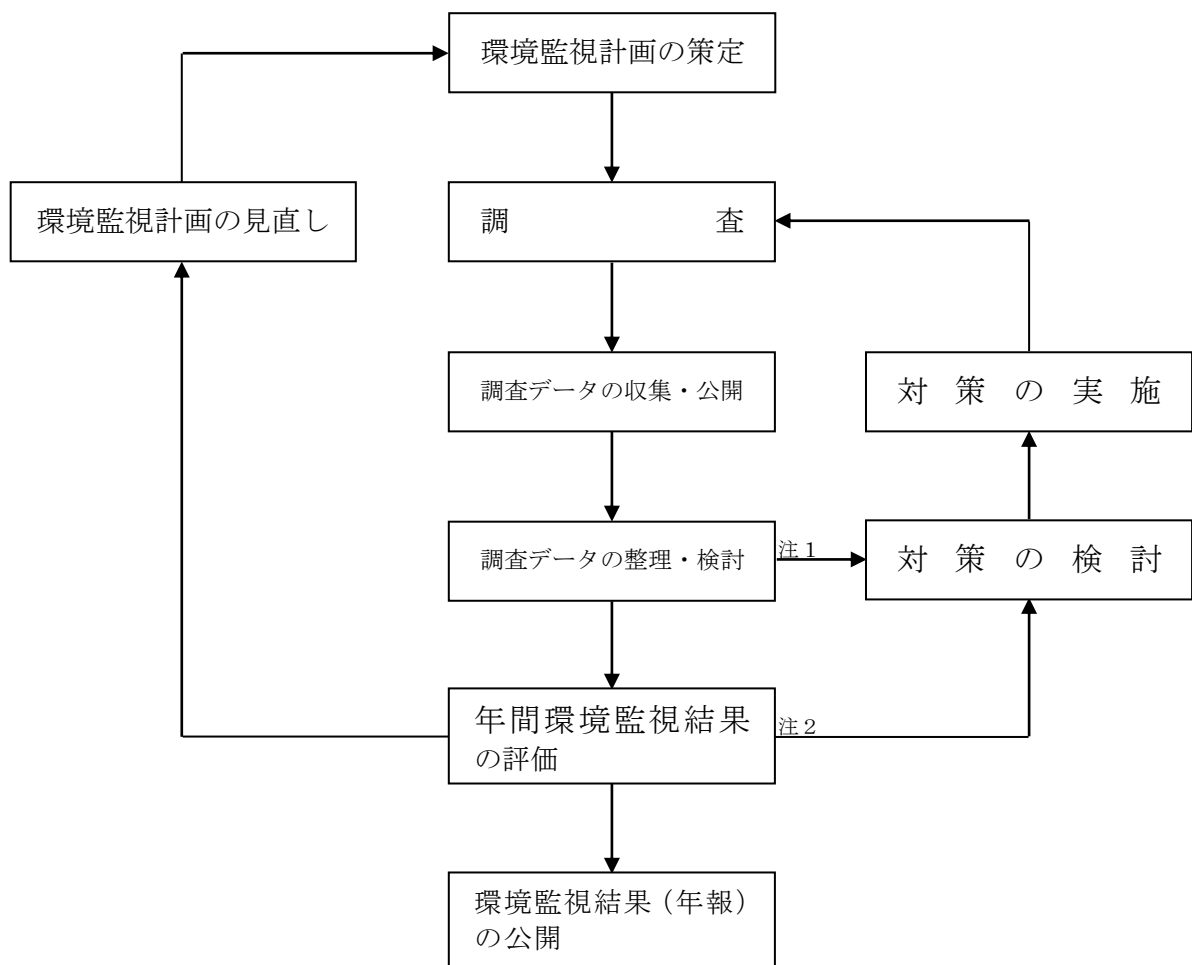 環境監視計画の策定
環境監視計画の見直し
調　　　　　査
調査データの収集・公開
対　策　の　実　施
調査データの整理・検討
注１
対　策　の　検　討
年間環境監視結果
の評価
注２
環境監視結果（年報）
の公開